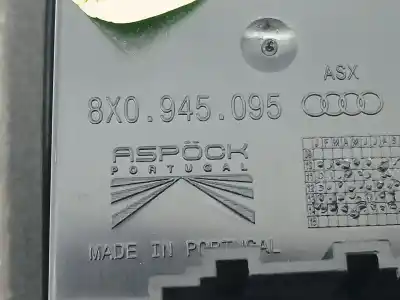 ASX
8X0.945.095
ASPÖCK
PORTUGAL
J F M A M J J A S
MADE IN PORTUGAL